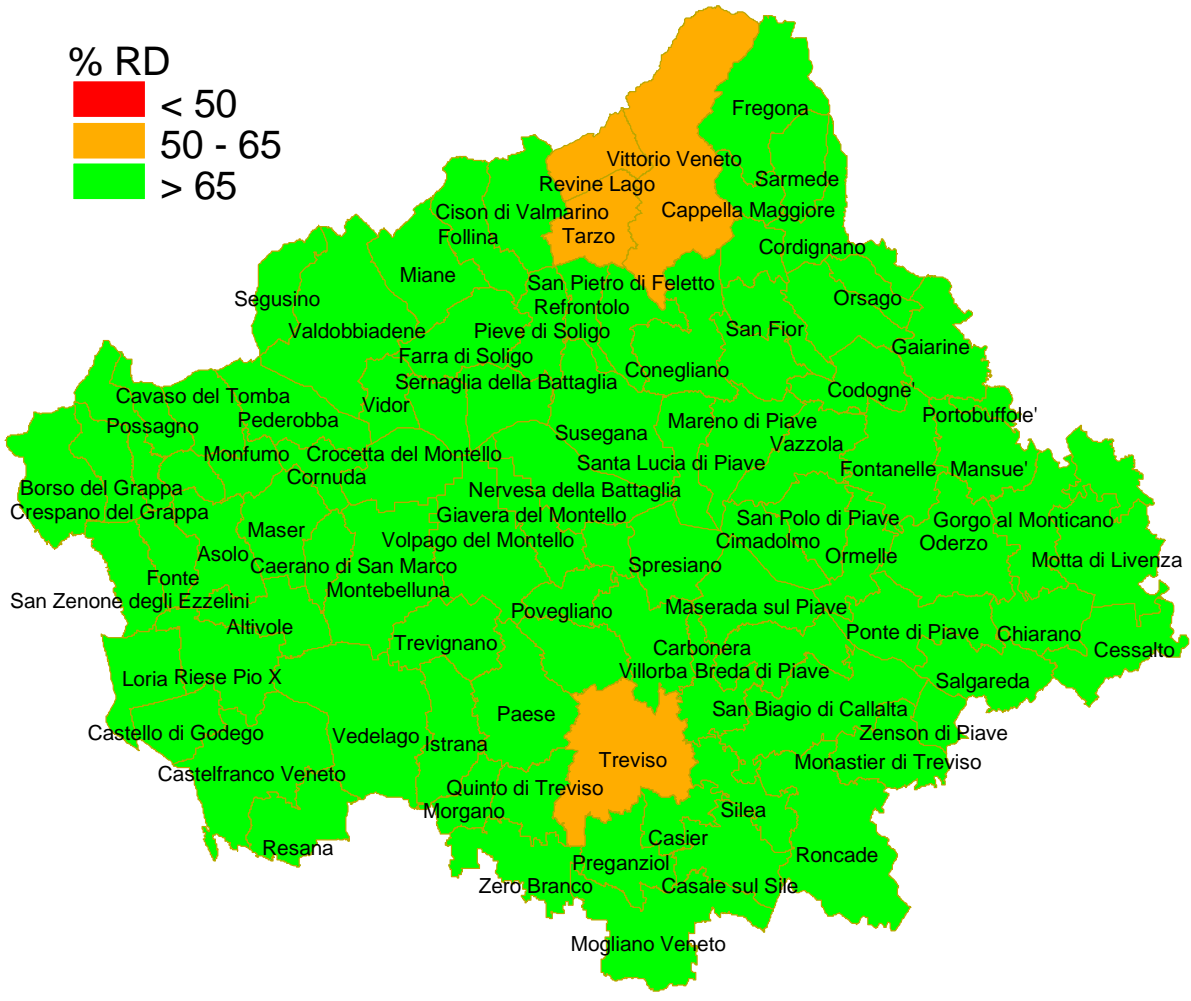 % RD
< 50
50 - 65
> 65
Fregona
Vittorio Veneto
Sarmede
Revine Lago
Cappella Maggiore
Cison di Valmarino
Tarzo
Follina
Cordignano
Miane
San Pietro di Feletto
Segusino
Orsago
Refrontolo
Valdobbiadene
Pieve di Soligo
San Fior
Gaiarine
Farra di Soligo
Conegliano
Sernaglia della Battaglia
Codogne'
Cavaso del Tomba
Vidor
Portobuffole'
Pederobba
Mareno di Piave
Possagno
Susegana
Vazzola
Monfumo
Crocetta del Montello
Santa Lucia di Piave
Fontanelle
Mansue'
Cornuda
Borso del Grappa
Nervesa della Battaglia
Crespano del Grappa
Giavera del Montello
San Polo di Piave
Gorgo al Monticano
Maser
Volpago del Montello
Cimadolmo
Oderzo
Asolo
Ormelle
Motta di Livenza
Caerano di San Marco
Spresiano
Fonte
Montebelluna
San Zenone degli Ezzelini
Povegliano
Maserada sul Piave
Altivole
Ponte di Piave
Chiarano
Trevignano
Carbonera
Cessalto
Villorba
Breda di Piave
Loria
Riese Pio X
Salgareda
Paese
San Biagio di Callalta
Castello di Godego
Vedelago
Istrana
Zenson di Piave
Treviso
Monastier di Treviso
Castelfranco Veneto
Quinto di Treviso
Morgano
Silea
Casier
Resana
Preganziol
Roncade
Zero Branco
Casale sul Sile
Mogliano Veneto